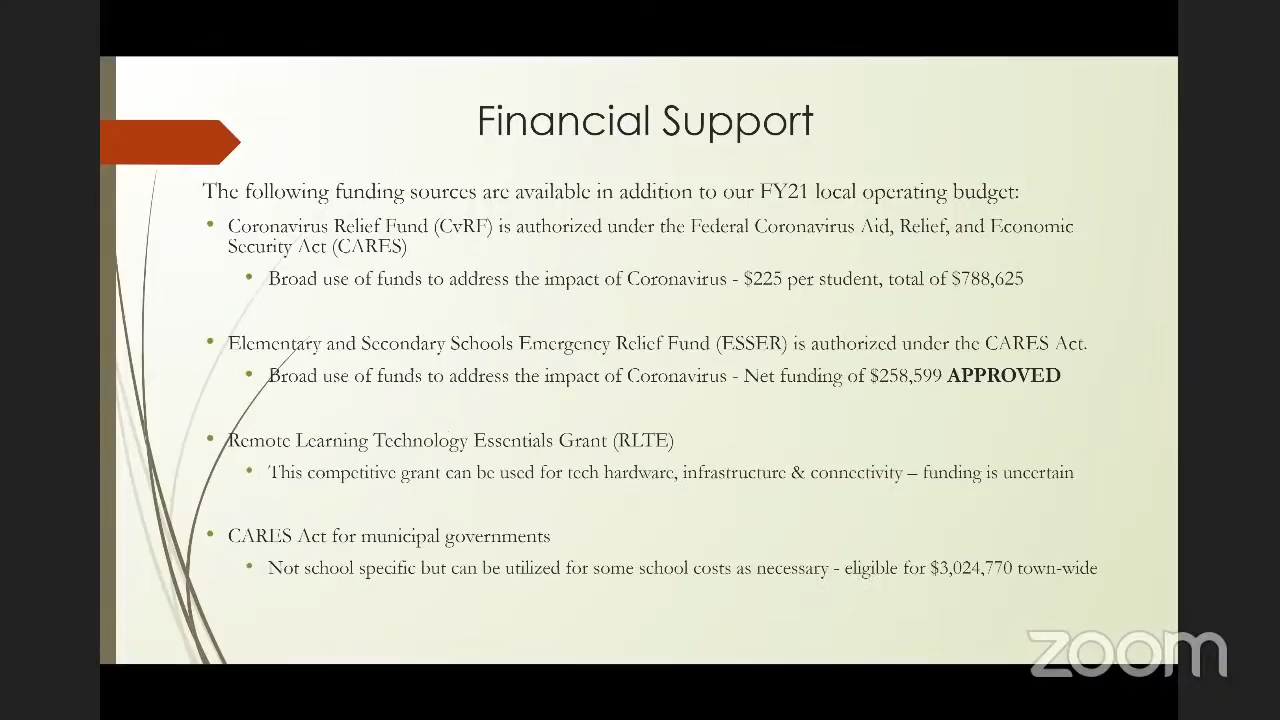 Financial Support
The following funding sources are available in addition to our FY21 local operating budget:
• Coronavirus Relief Fund (CvRF) is authorized under the Federal Coronavirus Aid, Relief, and Economic
Security Act (CARES)
• Broad use of funds to address the impact of Coronavirus - $225 per student, total of $788,625
• Elementary and Secondary Schools Emergency Relief Fund (ESSER) is authorized under the CARES Act.
• Broad use of funds to address the impact of Coronavirus - Net funding of $258,599 APPROVED
• Remote Learning Technology Essentials Grant (RLTE)
• This competitive grant can be used for tech hardware, infrastructure & connectivity – funding is uncertain
• CARES Act for municipal governments
• Not school specific but can be utilized for some school costs as necessary - eligible for $3,024,770 town-wide
zoom